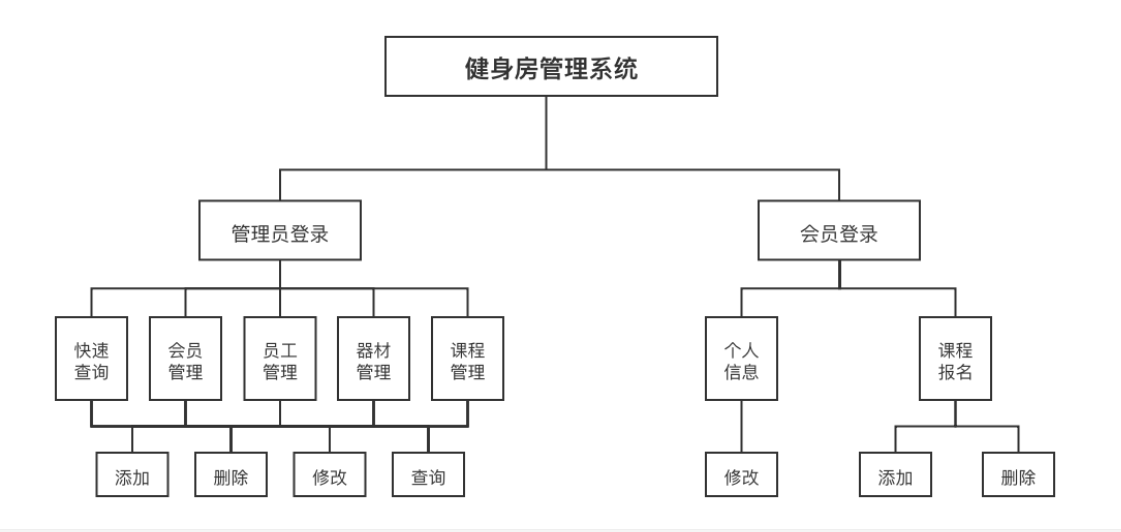 健身房管理系统
管理员登录
会员登录
快速
查询
会员
管理
员工
管理
器材
管理
课程
管理
个人
信息
课程
报名
添加
删除
修改
查询
修改
添加
删除